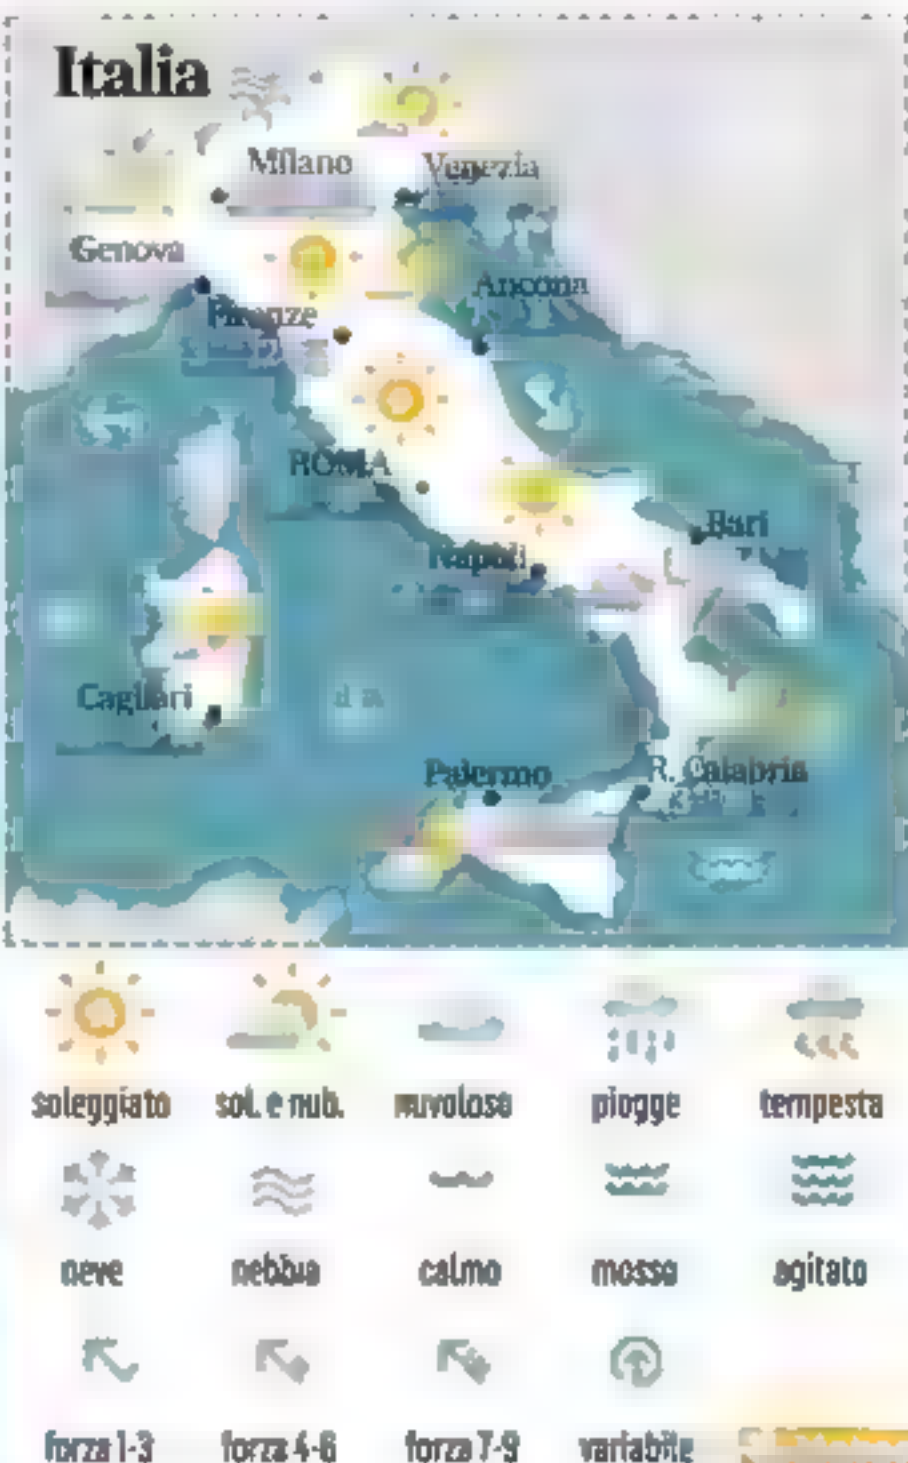 Italia
Milano
Venezia
Genova
Ancona
Firenze
ROMA
Bari
Napoli
Cagliari
Palermo
R. Calabria
soleggiato
sol. e nub.
nuvoloso
piogge
tempesta
neve
nebbia
calmo
mosso
agitato
forza 1-3
forza 4-6
forza 7-9
variabile